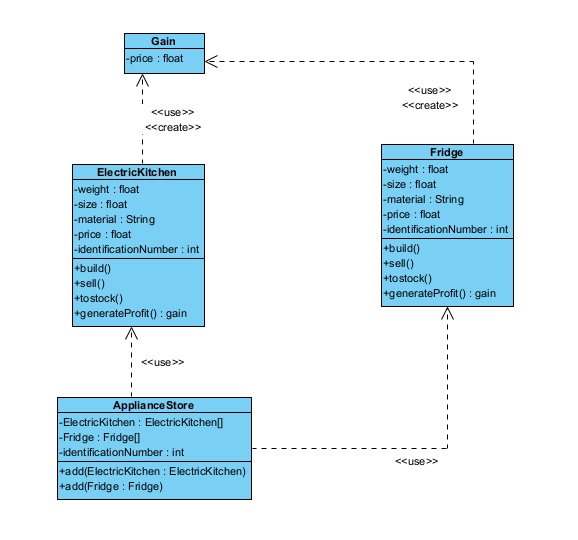 Gain
-price : float
<<use>>
<<create>>
<<use>>
<<create>>
ElectricKitchen
-weight : float
-size : float
-material : String
-price : float
-identificationNumber : int
+build()
+sell()
+tostock()
+generateProfit() : gain
Fridge
-weight : float
-size : float
-material : String
-price : float
-identificationNumber : int
+build()
+sell()
+tostock()
+generateProfit() : gain
<<use>>
ApplianceStore
-ElectricKitchen : ElectricKitchen[]
-Fridge : Fridge[]
-identificationNumber : int
+add(ElectricKitchen : ElectricKitchen)
+add(Fridge : Fridge)
<<use>>